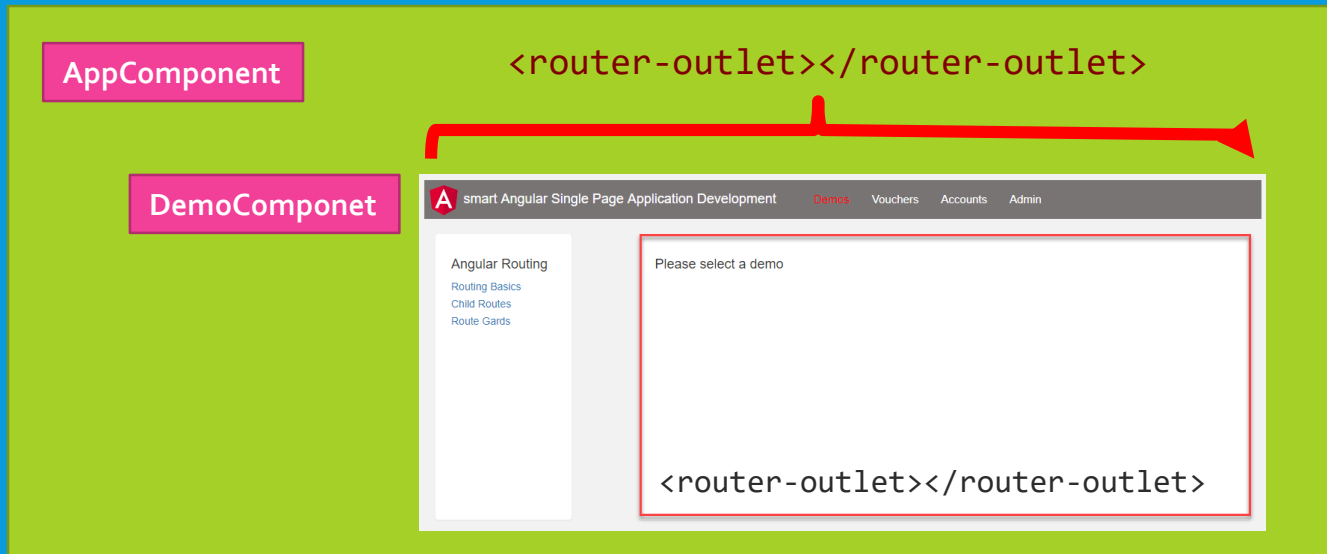 AppComponent
<router-outlet></router-outlet>
DemoComponet
smart Angular Single Page Application Development Demos Vouchers Accounts Admin
Angular Routing
Routing Basics
Child Routes
Route Gards
Please select a demo
<router-outlet></router-outlet>